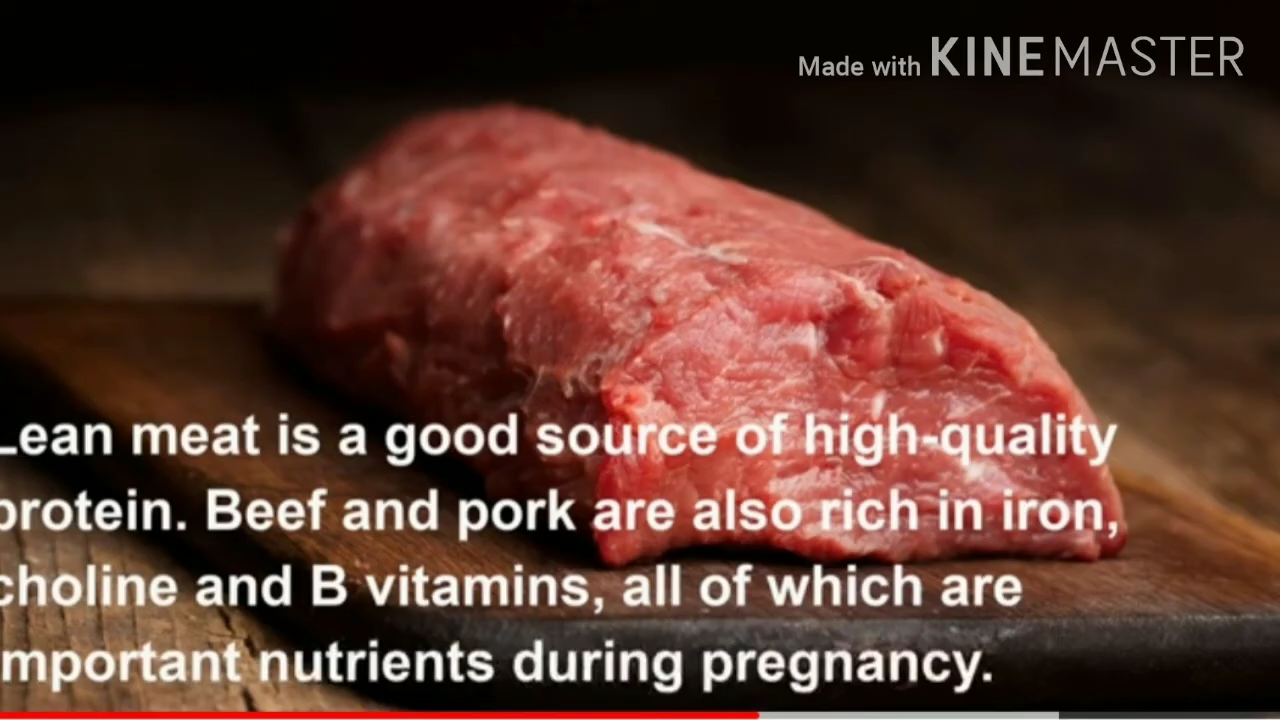 Made with KINEMASTER
Lean meat is a good source of high-quality
protein. Beef and pork are also rich in iron,
choline and B vitamins, all of which are
important nutrients during pregnancy.